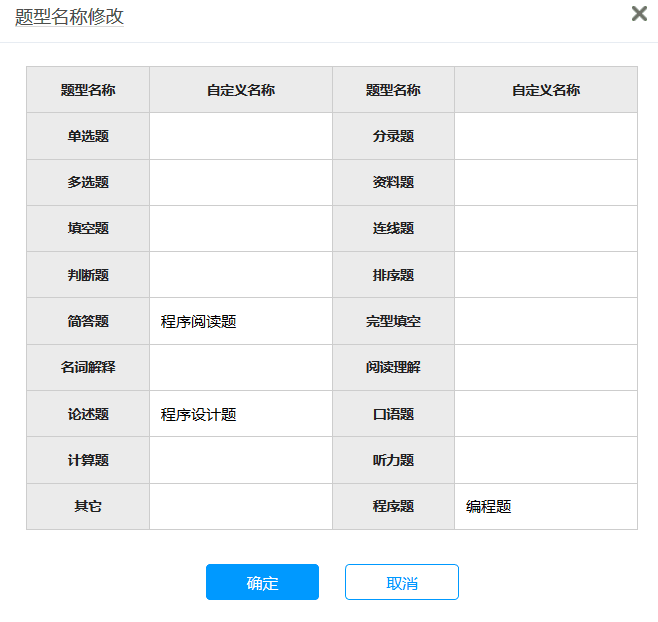 题型名称修改
题型名称 自定义名称 题型名称 自定义名称
单选题 分录题
多选题 资料题
填空题 连线题
判断题 排序题
简答题 程序阅读题 完型填空
名词解释 阅读理解
论述题 程序设计题 口语题
计算题 听力题
其它 程序题 编程题
确定 取消